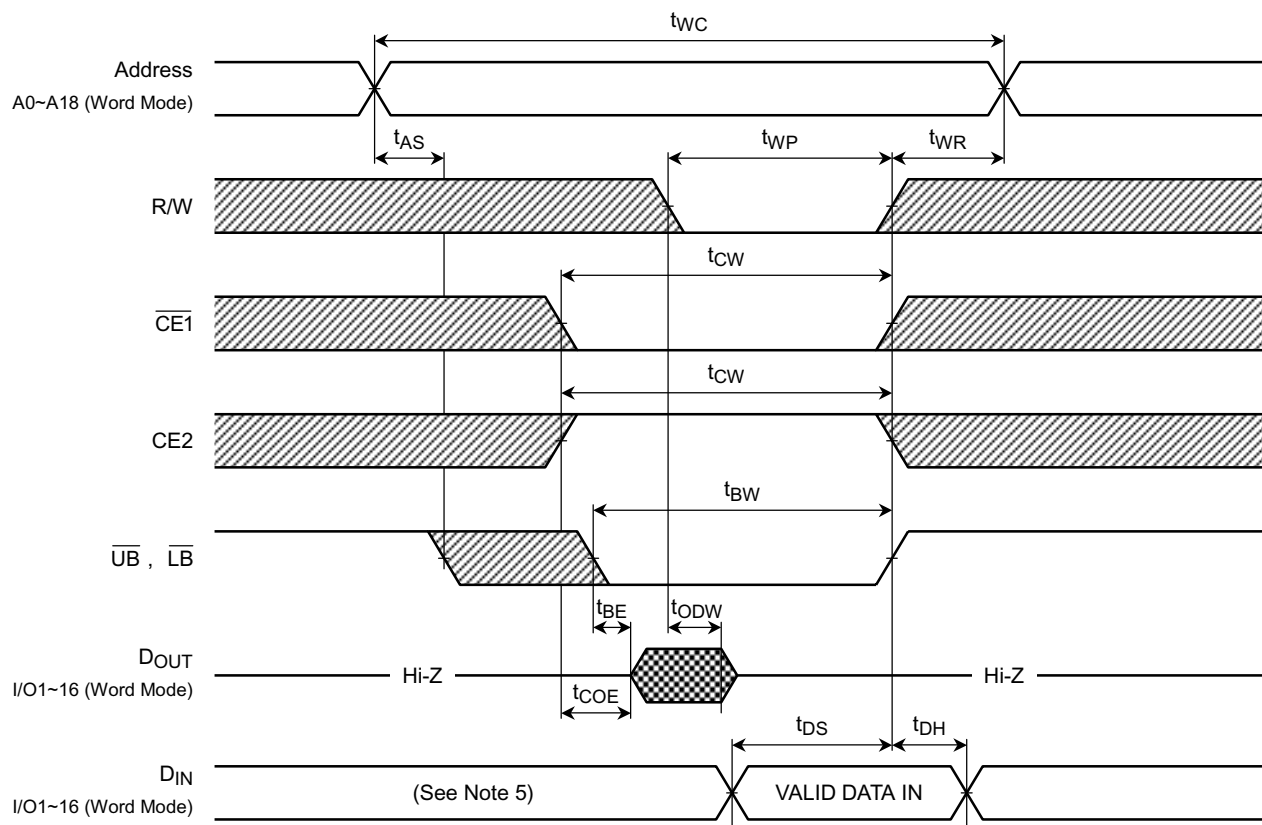 tWC
Address
A0~A18 (Word Mode)
tAS
tWP
tWR
R/W
tCW
CE1
tCW
CE2
tBW
UB , LB
tBE
tODW
DOUT
I/O1~16 (Word Mode)
Hi-Z
Hi-Z
tCOE
tDS
tDH
DIN
I/O1~16 (Word Mode)
(See Note 5)
VALID DATA IN